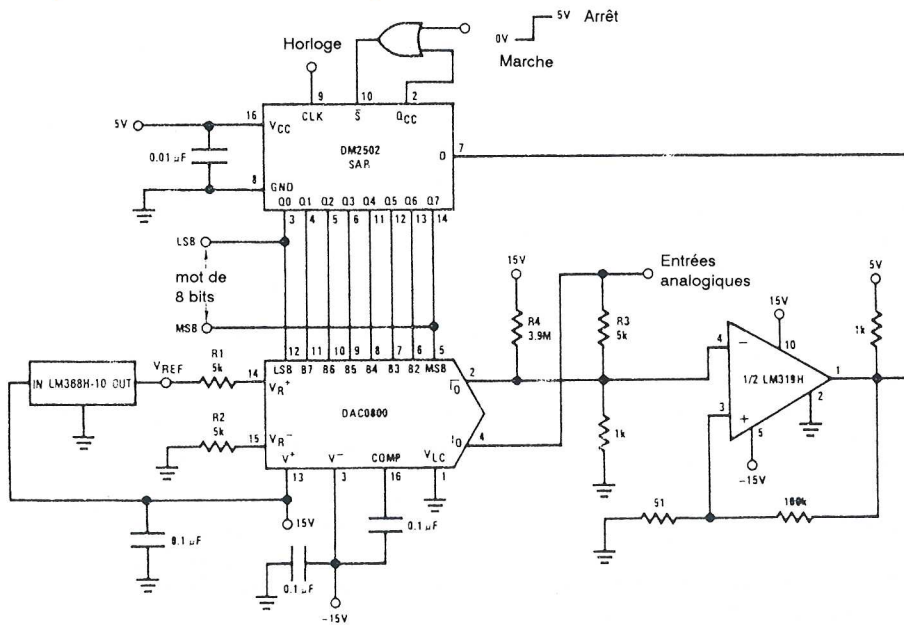 5V Arrêt
0V
Marche
Horloge
9 10 2
CLK S̄ QCC
5V 16 VCC
DM2502
SAR
D 7
0.01 µF
8 GND
Q0 Q1 Q2 Q3 Q4 Q5 Q6 Q7
3 4 5 6 11 12 13 14
LSB
mot de
8 bits
MSB
Entrées
analogiques
15V
R4
3.9M
R3
5k
5V
1k
15V
10
12 11 10 9 8 7 6 5
LSB B7 B6 B5 B4 B3 B2 MSB
IN LM368H-10 OUT
VREF
R1
5k
14 VR+
R2
5k
15 VR−
DAC0800
I̅O̅ 2
IO 4
V+ V− COMP VLC
13 3 16 1
4 −
1/2 LM319H
1
3 +
2
5
−15V
1k
51
100k
0.1 µF
15V
0.1 µF
0.1 µF
−15V